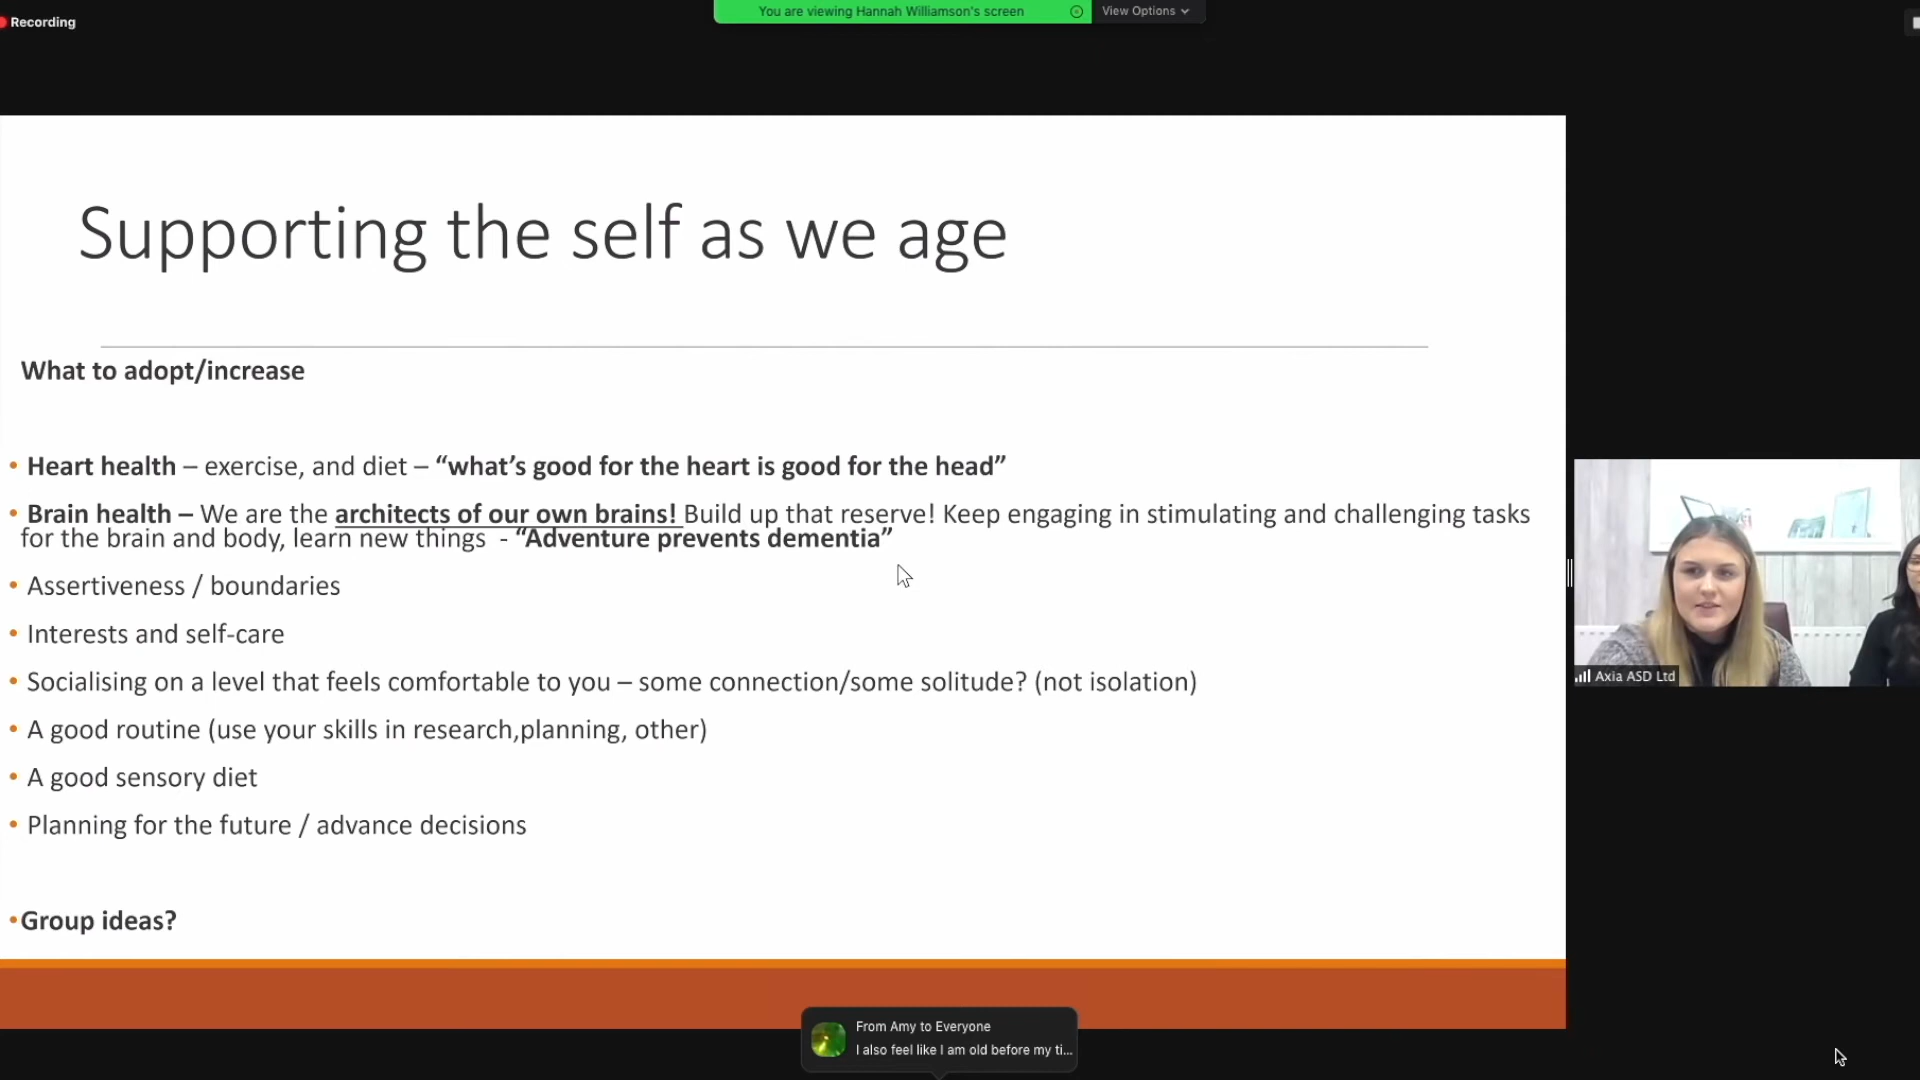 Recording
You are viewing Hannah Williamson's screen
View Options
Supporting the self as we age
What to adopt/increase
• Heart health – exercise, and diet – “what’s good for the heart is good for the head”
• Brain health – We are the architects of our own brains! Build up that reserve! Keep engaging in stimulating and challenging tasks
for the brain and body, learn new things - “Adventure prevents dementia”
• Assertiveness / boundaries
• Interests and self-care
• Socialising on a level that feels comfortable to you – some connection/some solitude? (not isolation)
• A good routine (use your skills in research,planning, other)
• A good sensory diet
• Planning for the future / advance decisions
•Group ideas?
Axia ASD Ltd
From Amy to Everyone
I also feel like I am old before my ti...